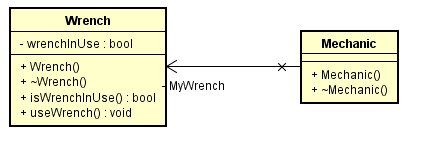 Wrench
- wrenchInUse : bool
+ Wrench()
+ ~Wrench()
+ isWrenchInUse() : bool
+ useWrench() : void
- MyWrench
Mechanic
+ Mechanic()
+ ~Mechanic()